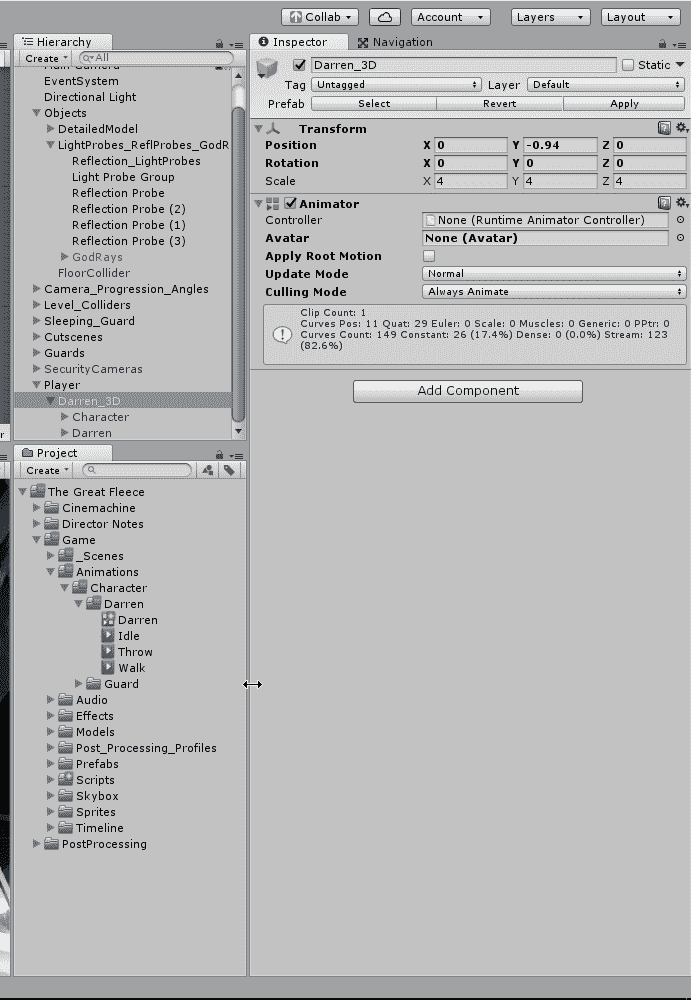 Collab
Account
Layers
Layout
Hierarchy
Create
All
EventSystem
Directional Light
Objects
DetailedModel
LightProbes_ReflProbes_GodR
Reflection_LightProbes
Light Probe Group
Reflection Probe
Reflection Probe (2)
Reflection Probe (1)
Reflection Probe (3)
GodRays
FloorCollider
Camera_Progression_Angles
Level_Colliders
Sleeping_Guard
Cutscenes
Guards
SecurityCameras
Player
Darren_3D
Character
Darren
r
Project
Create
The Great Fleece
Cinemachine
Director Notes
Game
_Scenes
Animations
Character
Darren
Darren
Idle
Throw
Walk
Guard
Audio
Effects
Models
Post_Processing_Profiles
Prefabs
Scripts
Skybox
Sprites
Timeline
PostProcessing
Inspector
Navigation
Darren_3D
Static
Tag Untagged Layer Default
Prefab Select Revert Apply
Transform
Position X 0 Y -0.94 Z 0
Rotation X 0 Y 0 Z 0
Scale X 4 Y 4 Z 4
Animator
Controller None (Runtime Animator Controller)
Avatar None (Avatar)
Apply Root Motion
Update Mode Normal
Culling Mode Always Animate
Clip Count: 1
Curves Pos: 11 Quat: 29 Euler: 0 Scale: 0 Muscles: 0 Generic: 0 PPtr: 0
Curves Count: 149 Constant: 26 (17.4%) Dense: 0 (0.0%) Stream: 123
(82.6%)
Add Component